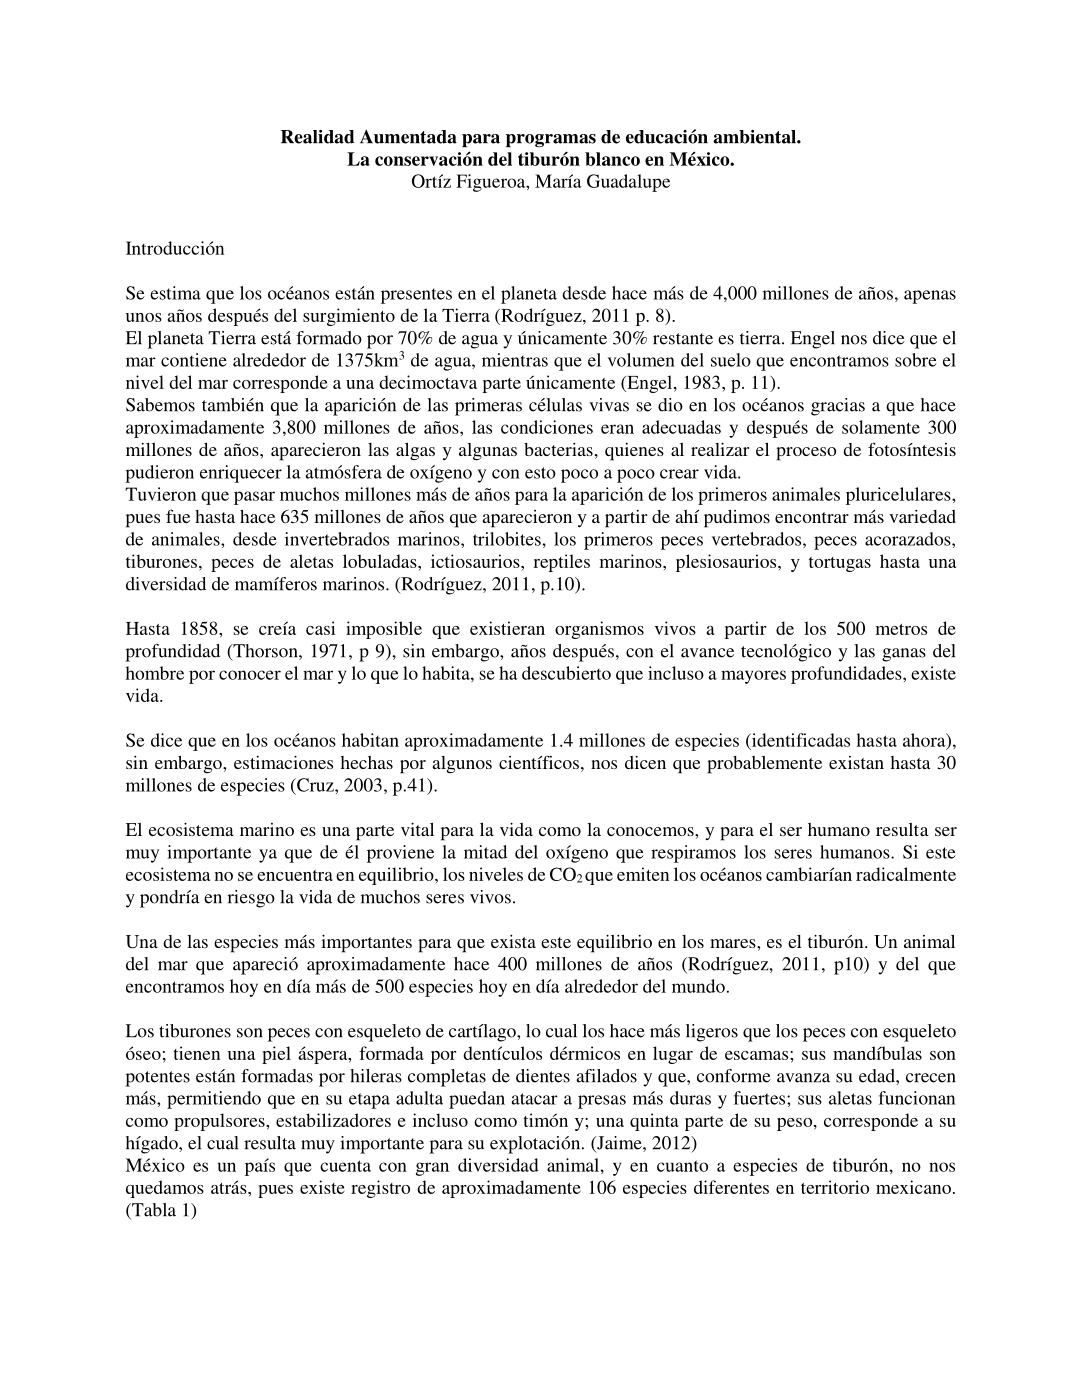 Realidad Aumentada para programas de educación ambiental.
La conservación del tiburón blanco en México.
Ortíz Figueroa, María Guadalupe
Introducción
Se estima que los océanos están presentes en el planeta desde hace más de 4,000 millones de años, apenas
unos años después del surgimiento de la Tierra (Rodríguez, 2011 p. 8).
El planeta Tierra está formado por 70% de agua y únicamente 30% restante es tierra. Engel nos dice que el
mar contiene alrededor de 1375km³ de agua, mientras que el volumen del suelo que encontramos sobre el
nivel del mar corresponde a una decimoctava parte únicamente (Engel, 1983, p. 11).
Sabemos también que la aparición de las primeras células vivas se dio en los océanos gracias a que hace
aproximadamente 3,800 millones de años, las condiciones eran adecuadas y después de solamente 300
millones de años, aparecieron las algas y algunas bacterias, quienes al realizar el proceso de fotosíntesis
pudieron enriquecer la atmósfera de oxígeno y con esto poco a poco crear vida.
Tuvieron que pasar muchos millones más de años para la aparición de los primeros animales pluricelulares,
pues fue hasta hace 635 millones de años que aparecieron y a partir de ahí pudimos encontrar más variedad
de animales, desde invertebrados marinos, trilobites, los primeros peces vertebrados, peces acorazados,
tiburones, peces de aletas lobuladas, ictiosaurios, reptiles marinos, plesiosaurios, y tortugas hasta una
diversidad de mamíferos marinos. (Rodríguez, 2011, p.10).
Hasta 1858, se creía casi imposible que existieran organismos vivos a partir de los 500 metros de
profundidad (Thorson, 1971, p 9), sin embargo, años después, con el avance tecnológico y las ganas del
hombre por conocer el mar y lo que lo habita, se ha descubierto que incluso a mayores profundidades, existe
vida.
Se dice que en los océanos habitan aproximadamente 1.4 millones de especies (identificadas hasta ahora),
sin embargo, estimaciones hechas por algunos científicos, nos dicen que probablemente existan hasta 30
millones de especies (Cruz, 2003, p.41).
El ecosistema marino es una parte vital para la vida como la conocemos, y para el ser humano resulta ser
muy importante ya que de él proviene la mitad del oxígeno que respiramos los seres humanos. Si este
ecosistema no se encuentra en equilibrio, los niveles de CO₂ que emiten los océanos cambiarían radicalmente
y pondría en riesgo la vida de muchos seres vivos.
Una de las especies más importantes para que exista este equilibrio en los mares, es el tiburón. Un animal
del mar que apareció aproximadamente hace 400 millones de años (Rodríguez, 2011, p10) y del que
encontramos hoy en día más de 500 especies hoy en día alrededor del mundo.
Los tiburones son peces con esqueleto de cartílago, lo cual los hace más ligeros que los peces con esqueleto
óseo; tienen una piel áspera, formada por dentículos dérmicos en lugar de escamas; sus mandíbulas son
potentes están formadas por hileras completas de dientes afilados y que, conforme avanza su edad, crecen
más, permitiendo que en su etapa adulta puedan atacar a presas más duras y fuertes; sus aletas funcionan
como propulsores, estabilizadores e incluso como timón y; una quinta parte de su peso, corresponde a su
hígado, el cual resulta muy importante para su explotación. (Jaime, 2012)
México es un país que cuenta con gran diversidad animal, y en cuanto a especies de tiburón, no nos
quedamos atrás, pues existe registro de aproximadamente 106 especies diferentes en territorio mexicano.
(Tabla 1)